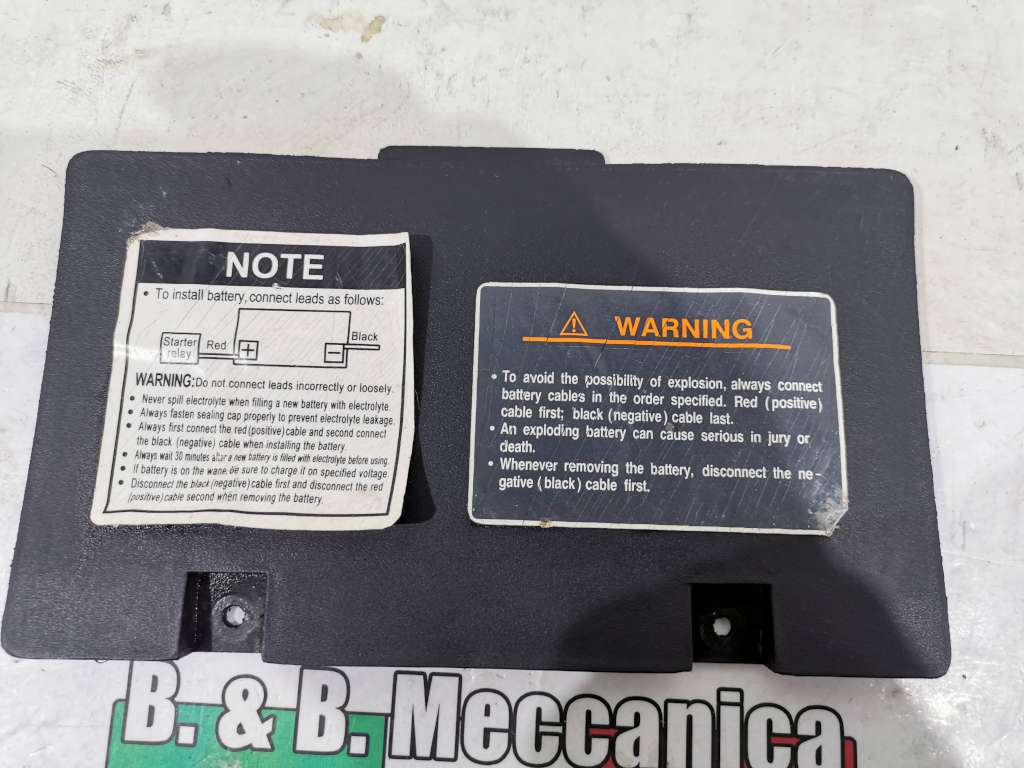 NOTE
• To install battery, connect leads as follows:
Starter
relay
Red
+
−
Black
WARNING:Do not connect leads incorrectly or loosely.
• Never spill electrolyte when filling a new battery with electrolyte.
• Always fasten sealing cap properly to prevent electrolyte leakage.
• Always first connect the red(positive)cable and second connect
the black (negative) cable when installing the battery.
• Always wait 30 minutes after a new battery is filled with electrolyte before using.
• If battery is on the wane, be sure to charge it on specified voltage.
• Disconnect the black(negative)cable first and disconnect the red
(positive)cable second when removing the battery.
⚠ WARNING
• To avoid the possibility of explosion, always connect
battery cables in the order specified. Red (positive)
cable first; black (negative) cable last.
• An exploding battery can cause serious in jury or
death.
• Whenever removing the battery, disconnect the ne-
gative (black) cable first.
B. & B. Meccanica